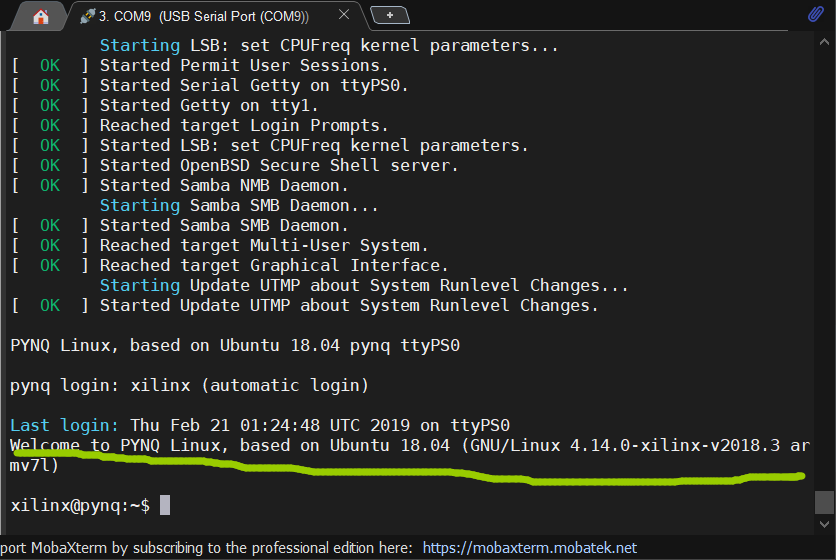 3. COM9 (USB Serial Port (COM9))
Starting LSB: set CPUFreq kernel parameters...
[ OK ] Started Permit User Sessions.
[ OK ] Started Serial Getty on ttyPS0.
[ OK ] Started Getty on tty1.
[ OK ] Reached target Login Prompts.
[ OK ] Started LSB: set CPUFreq kernel parameters.
[ OK ] Started OpenBSD Secure Shell server.
[ OK ] Started Samba NMB Daemon.
Starting Samba SMB Daemon...
[ OK ] Started Samba SMB Daemon.
[ OK ] Reached target Multi-User System.
[ OK ] Reached target Graphical Interface.
Starting Update UTMP about System Runlevel Changes...
[ OK ] Started Update UTMP about System Runlevel Changes.
PYNQ Linux, based on Ubuntu 18.04 pynq ttyPS0
pynq login: xilinx (automatic login)
Last login: Thu Feb 21 01:24:48 UTC 2019 on ttyPS0
Welcome to PYNQ Linux, based on Ubuntu 18.04 (GNU/Linux 4.14.0-xilinx-v2018.3 ar
mv7l)
xilinx@pynq:~$
port MobaXterm by subscribing to the professional edition here: https://mobaxterm.mobatek.net